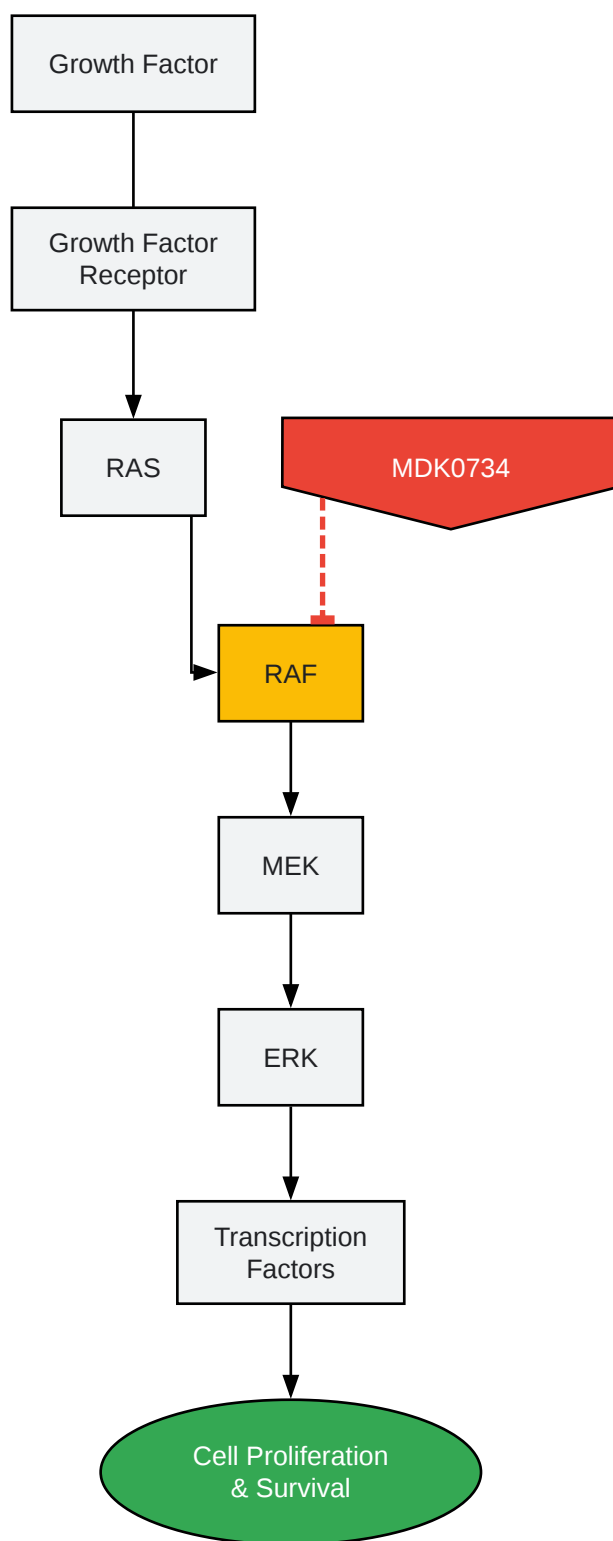 Growth Factor
Growth Factor
Receptor
RAS
MDK0734
RAF
MEK
ERK
Transcription
Factors
Cell Proliferation
& Survival